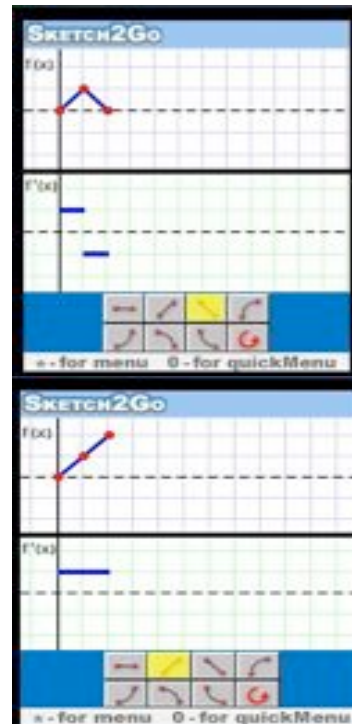 SKETCH2GO
f(x)
f'(x)
*-for menu 0-for quickMenu
SKETCH2GO
f(x)
f'(x)
*-for menu 0-for quickMenu